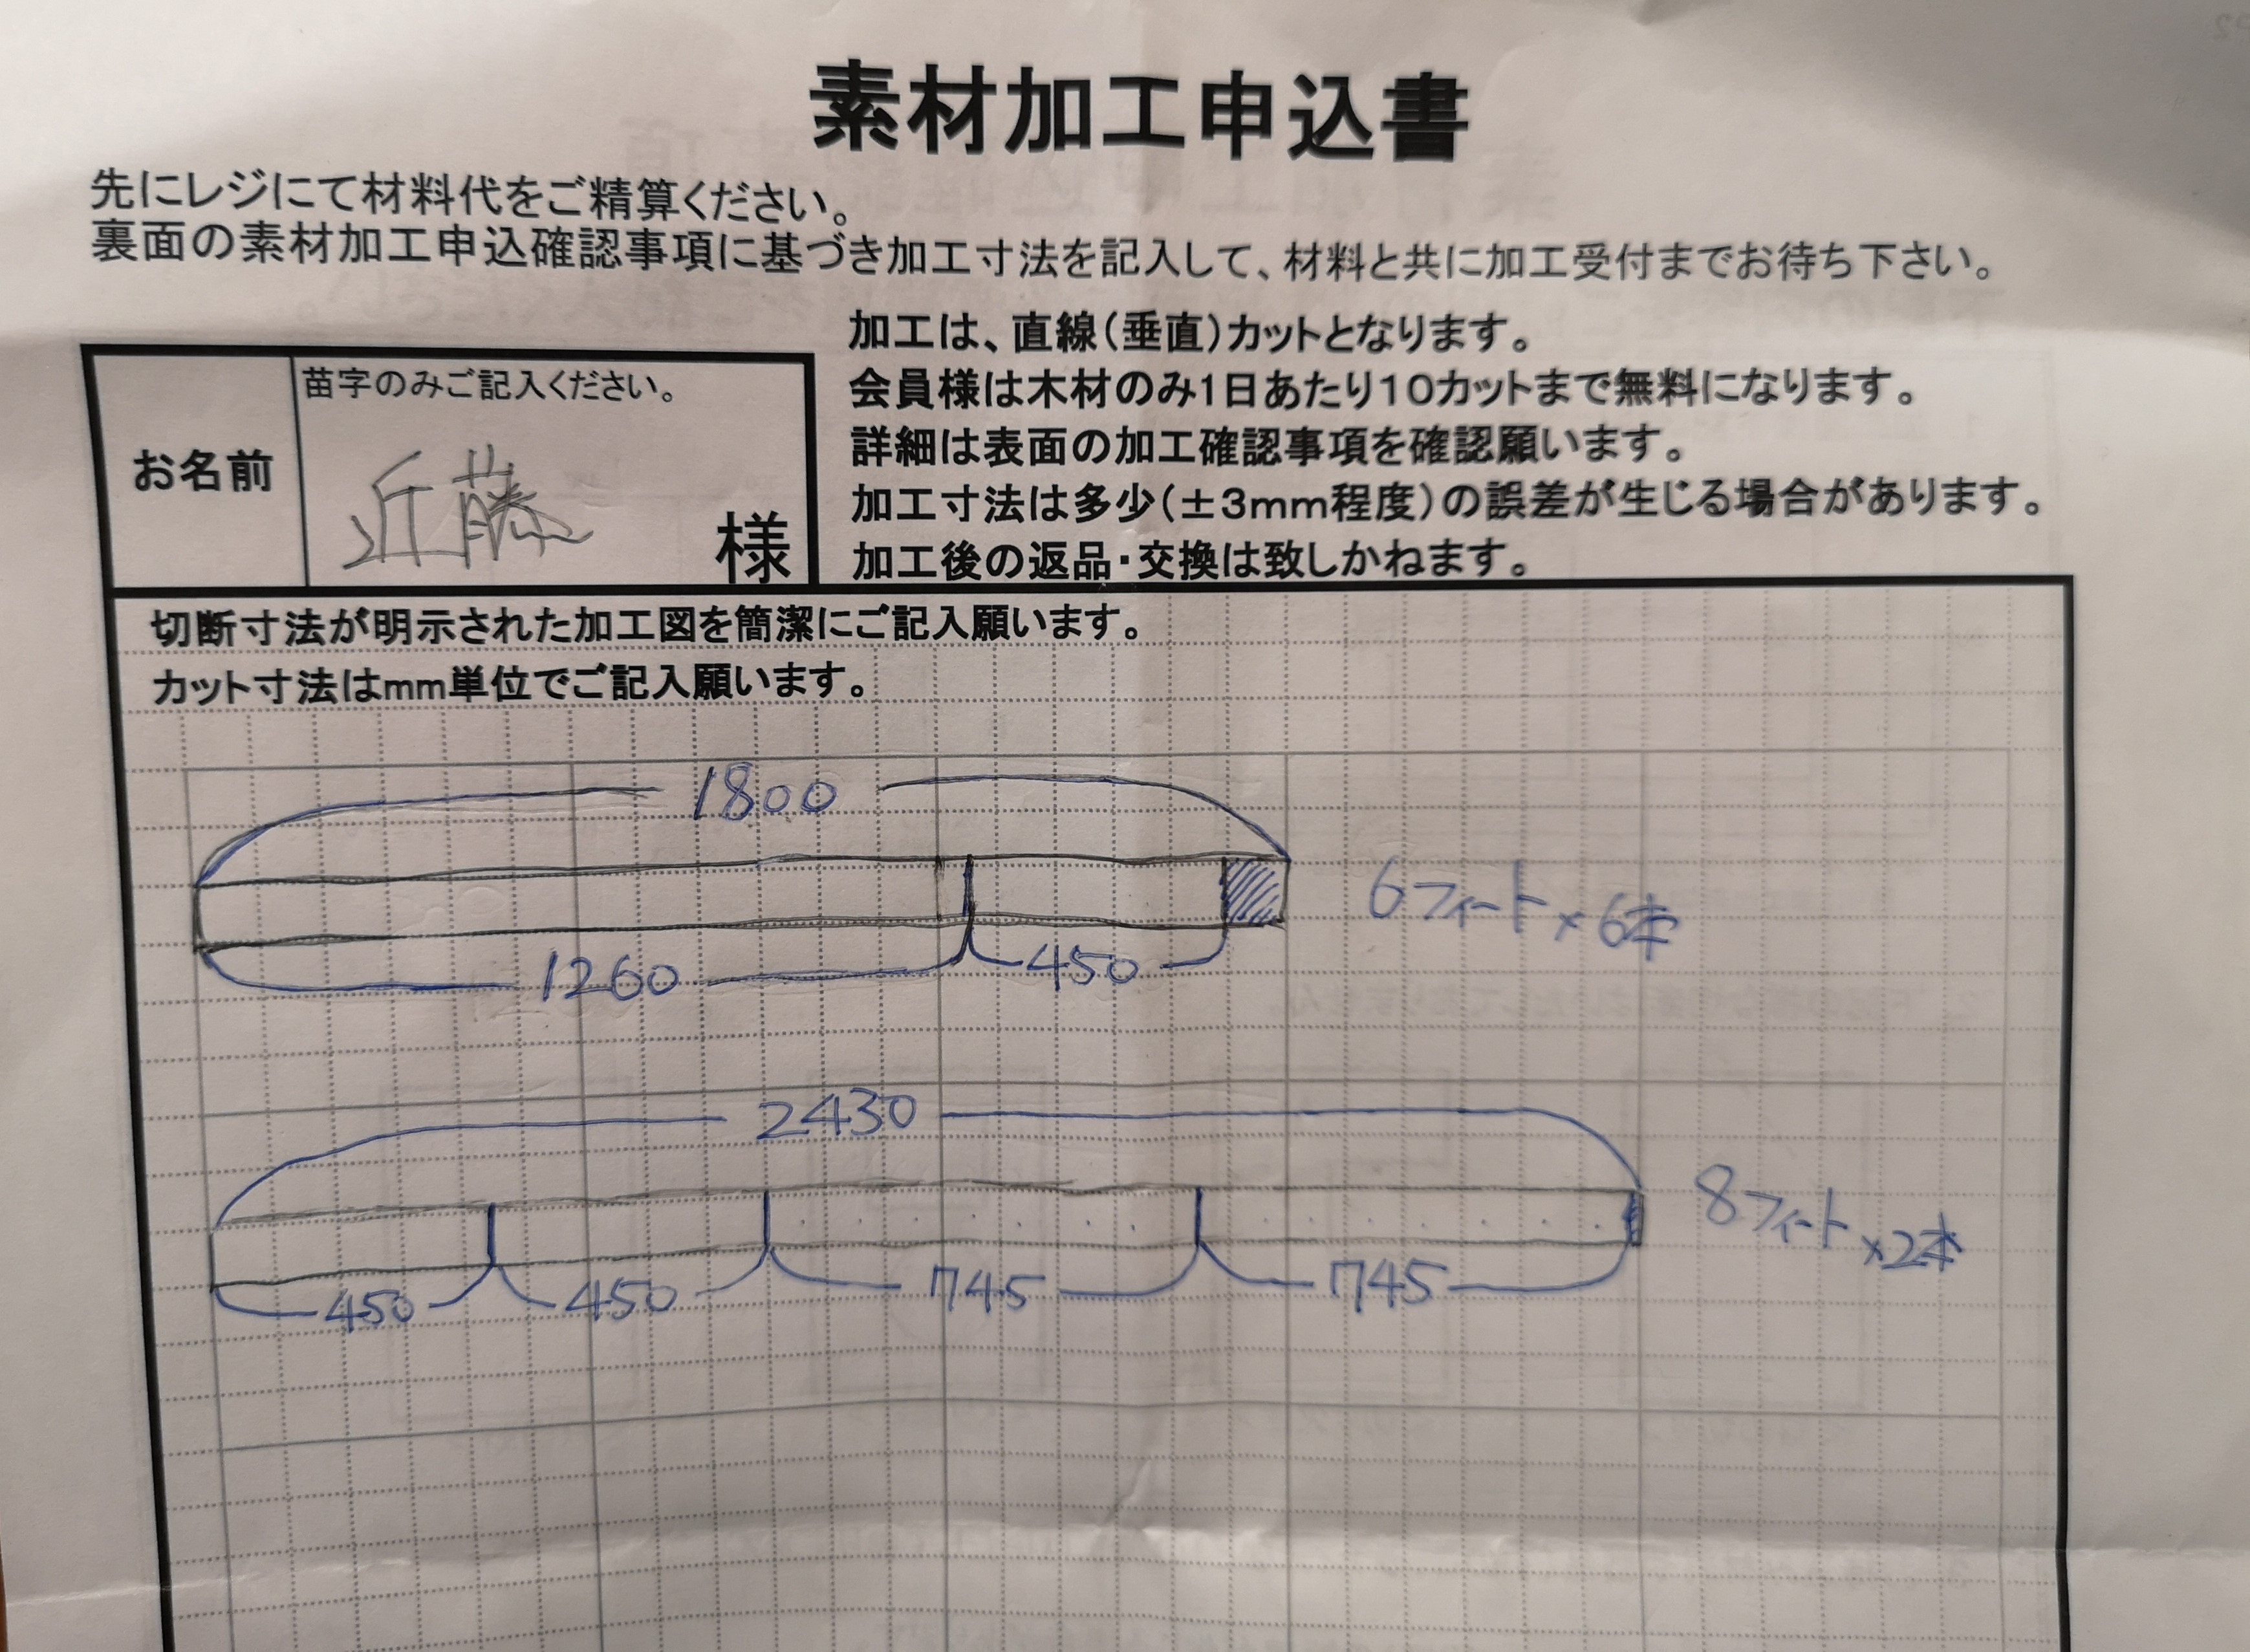 素材加工申込書
先にレジにて材料代をご精算ください。
裏面の素材加工申込確認事項に基づき加工寸法を記入して、材料と共に加工受付までお待ち下さい。
加工は、直線(垂直)カットとなります。
会員様は木材のみ1日あたり10カットまで無料になります。
詳細は表面の加工確認事項を確認願います。
加工寸法は多少(±3mm程度)の誤差が生じる場合があります。
加工後の返品・交換は致しかねます。
お名前
苗字のみご記入ください。
近藤
様
切断寸法が明示された加工図を簡潔にご記入願います。
カット寸法はmm単位でご記入願います。
1800
6フィート×6本
1260 450
2430
8フィート×2本
450 450 745 745